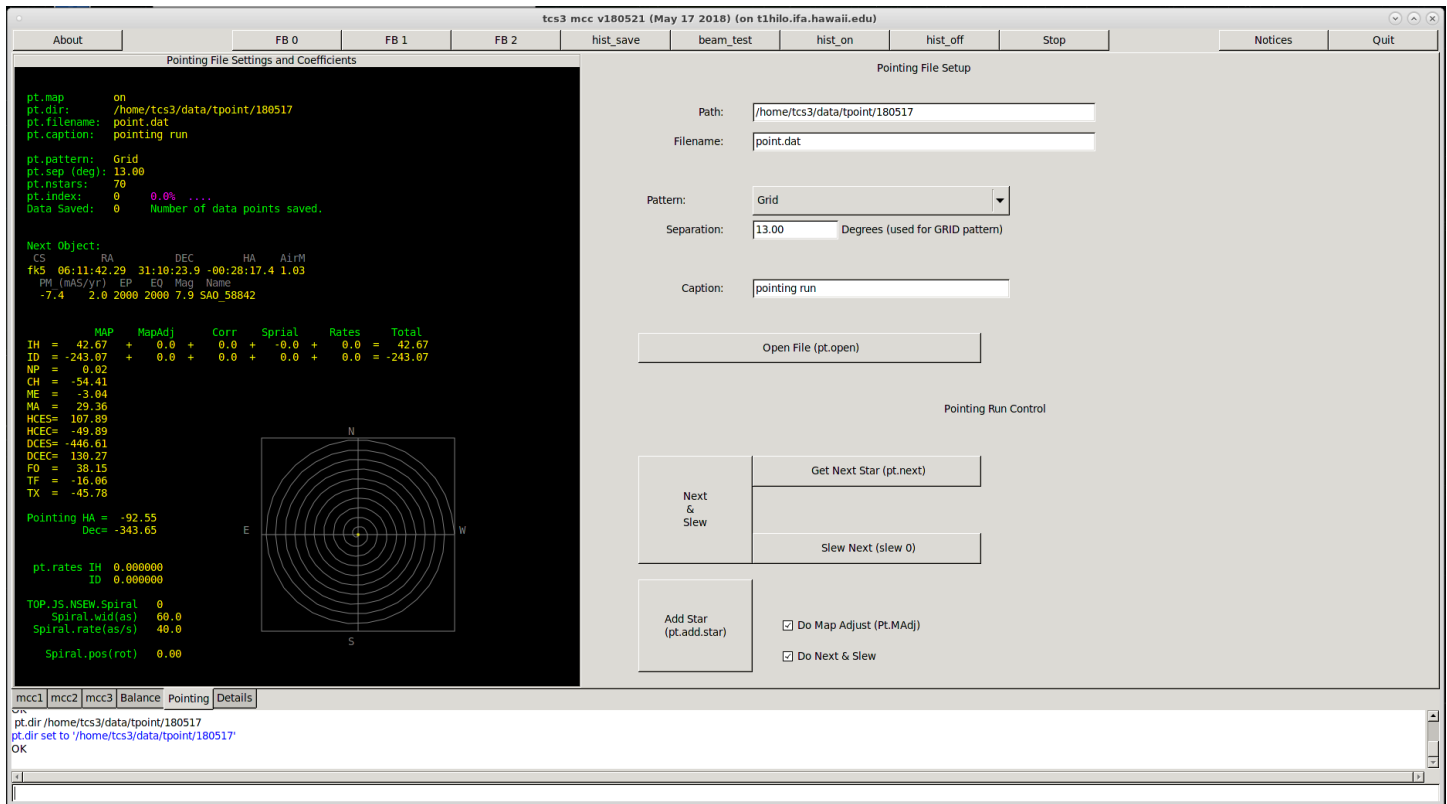 tcs3 mcc v180521 (May 17 2018) (on t1hilo.ifa.hawaii.edu)
About FB 0 FB 1 FB 2 hist_save beam_test hist_on hist_off Stop Notices Quit
Pointing File Settings and Coefficients
pt.map on
pt.dir: /home/tcs3/data/tpoint/180517
pt.filename: point.dat
pt.caption: pointing run
pt.pattern: Grid
pt.sep (deg): 13.00
pt.nstars: 70
pt.index: 0 0.0% ....
Data Saved: 0 Number of data points saved.
Next Object:
CS RA DEC HA AirM
fk5 06:11:42.29 31:10:23.9 -00:28:17.4 1.03
PM_(mAS/yr) EP EQ Mag Name
-7.4 2.0 2000 2000 7.9 SAO_58842
MAP MapAdj Corr Sprial Rates Total
IH = 42.67 + 0.0 + 0.0 + -0.0 + 0.0 = 42.67
ID = -243.07 + 0.0 + 0.0 + 0.0 + 0.0 = -243.07
NP = 0.02
CH = -54.41
ME = -3.04
MA = 29.36
HCES= 107.89
HCEC= -49.89
DCES= -446.61
DCEC= 130.27
FO = 38.15
TF = -16.06
TX = -45.78
Pointing HA = -92.55
Dec= -343.65
pt.rates IH 0.000000
ID 0.000000
TOP.JS.NSEW.Spiral 0
Spiral.wid(as) 60.0
Spiral.rate(as/s) 40.0
Spiral.pos(rot) 0.00
N
E
W
S
Pointing File Setup
Path: /home/tcs3/data/tpoint/180517
Filename: point.dat
Pattern: Grid
Separation: 13.00 Degrees (used for GRID pattern)
Caption: pointing run
Open File (pt.open)
Pointing Run Control
Next
&
Slew
Get Next Star (pt.next)
Slew Next (slew 0)
Add Star
(pt.add.star)
Do Map Adjust (Pt.MAdj)
Do Next & Slew
mcc1 mcc2 mcc3 Balance Pointing Details
OK
pt.dir /home/tcs3/data/tpoint/180517
pt.dir set to '/home/tcs3/data/tpoint/180517'
OK